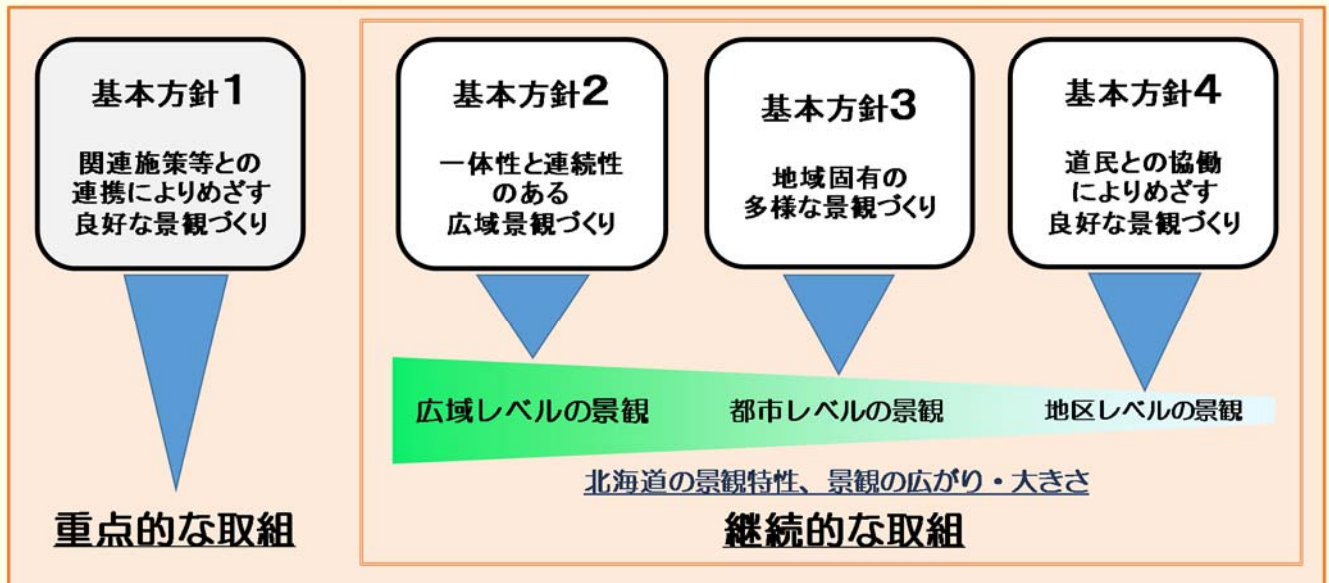 基本方針1
関連施策等との
連携によりめざす
良好な景観づくり
基本方針2
一体性と連続性
のある
広域景観づくり
基本方針3
地域固有の
多様な景観づくり
基本方針4
道民との協働
によりめざす
良好な景観づくり
広域レベルの景観
都市レベルの景観
地区レベルの景観
北海道の景観特性、景観の広がり・大きさ
重点的な取組
継続的な取組